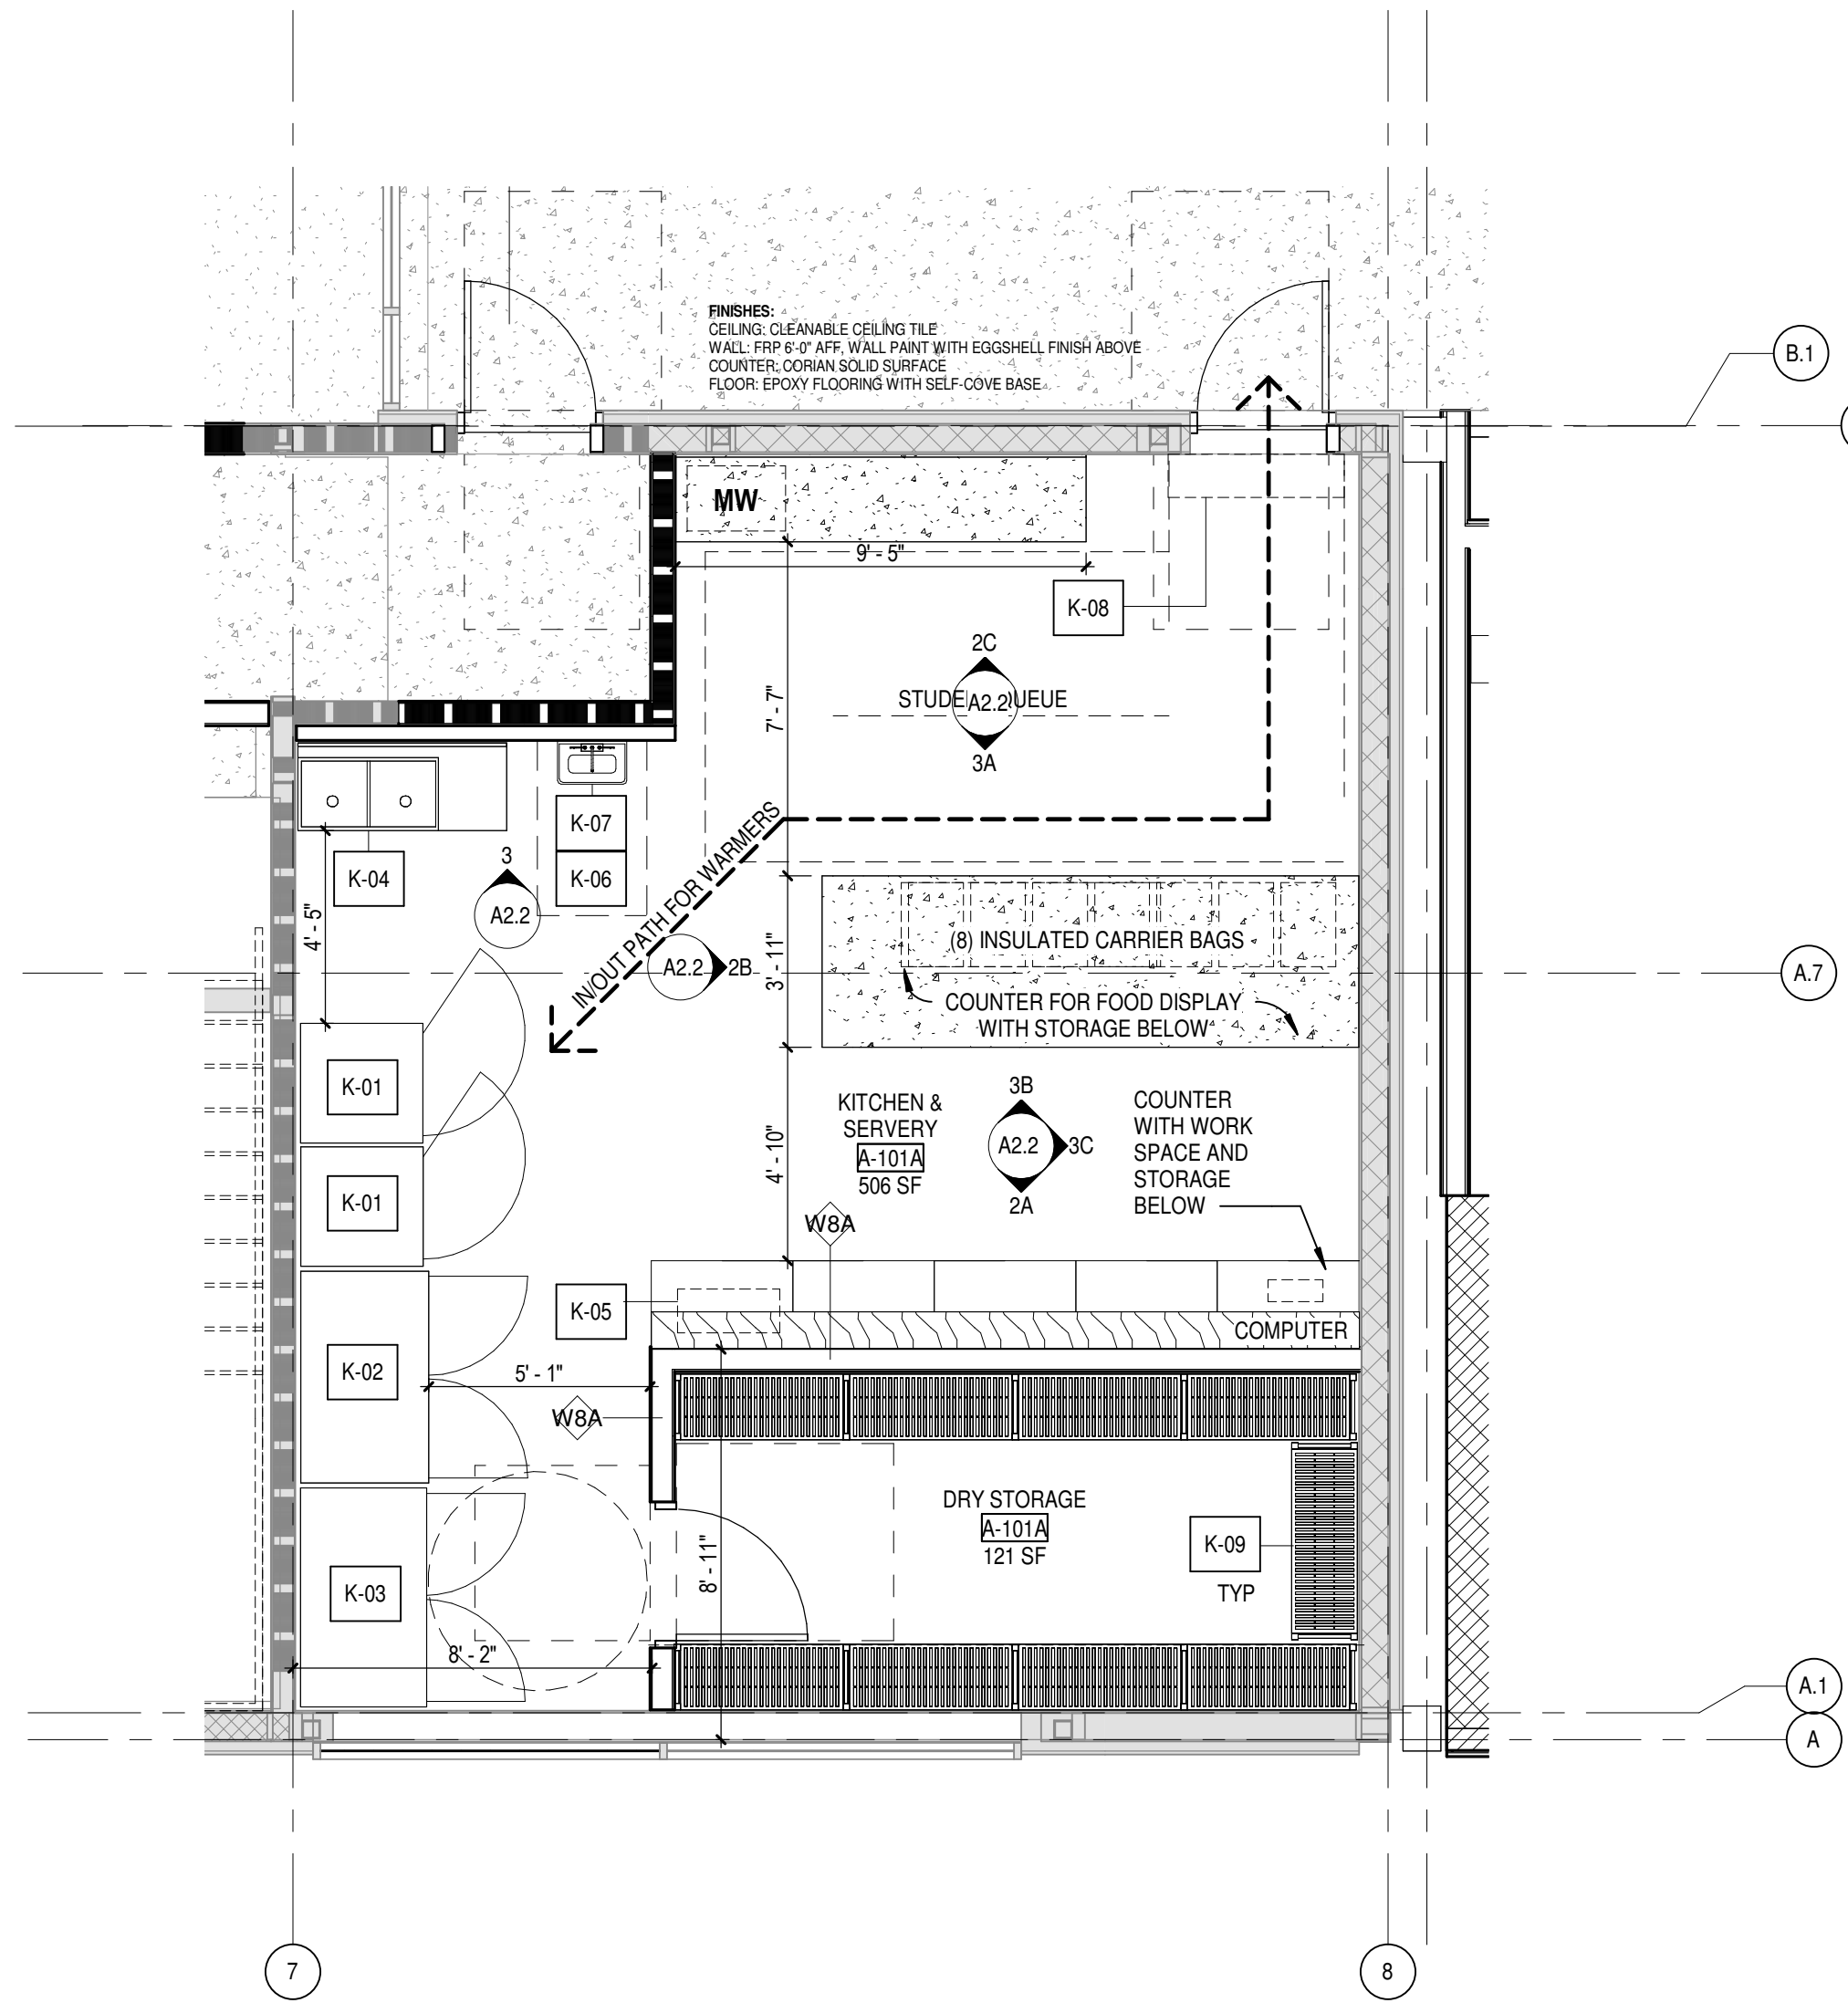 FINISHES:
CEILING: CLEANABLE CEILING TILE
WALL: FRP 6'-0" AFF, WALL PAINT WITH EGGSHELL FINISH ABOVE
COUNTER: CORIAN SOLID SURFACE
FLOOR: EPOXY FLOORING WITH SELF-COVE BASE
B.1
MW
9' - 5"
K-08
2C
STUDE A2.2 UEUE
3A
7' - 7"
K-07
K-06
K-04
3
A2.2
4' - 5"
IN/OUT PATH FOR WARMERS
A2.2 2B
3' - 11"
(8) INSULATED CARRIER BAGS
COUNTER FOR FOOD DISPLAY
WITH STORAGE BELOW
A.7
K-01
K-01
KITCHEN &
SERVERY
A-101A
506 SF
3B
A2.2 3C
2A
COUNTER
WITH WORK
SPACE AND
STORAGE
BELOW
4' - 10"
W8A
K-05
COMPUTER
K-02
5' - 1"
W8A
DRY STORAGE
A-101A
121 SF
K-09
TYP
8' - 11"
K-03
8' - 2"
A.1
A
7
8